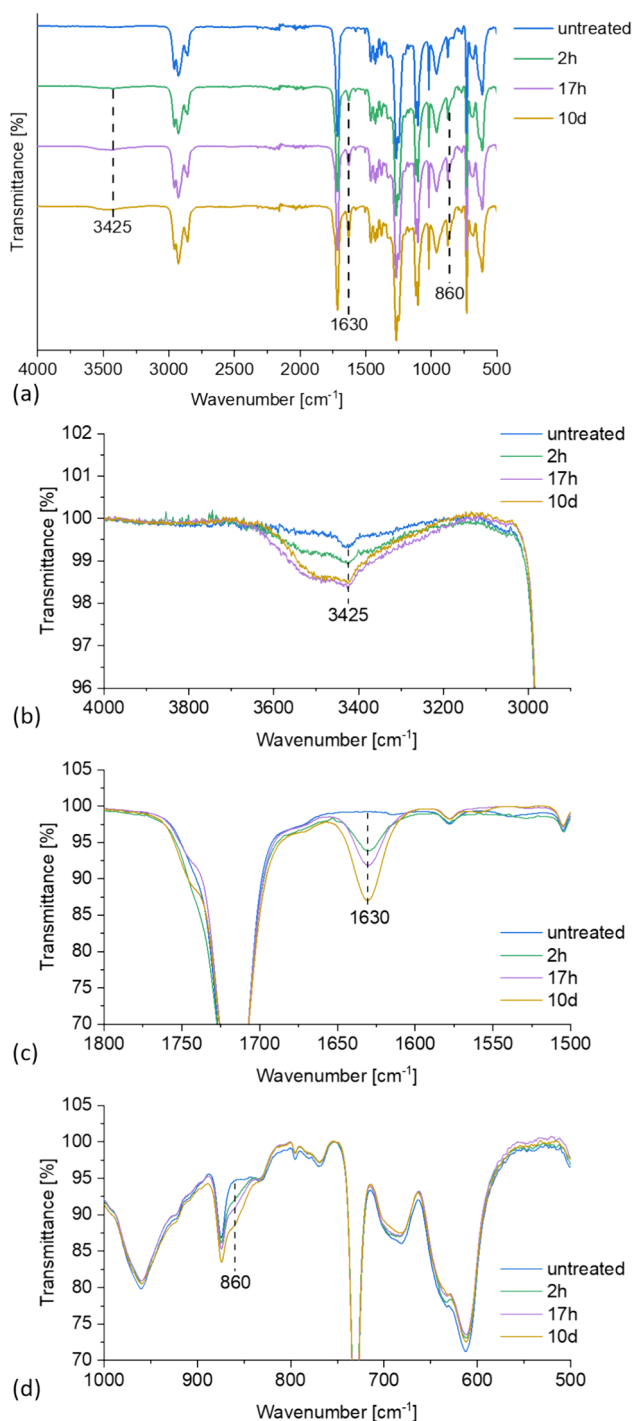 untreated
2h
17h
10d
Transmittance [%]
3425
1630
860
4000 3500 3000 2500 2000 1500 1000 500
Wavenumber [cm⁻¹]
(a)
102
101
100
99
98
97
96
Transmittance [%]
untreated
2h
17h
10d
3425
4000 3800 3600 3400 3200 3000
Wavenumber [cm⁻¹]
(b)
105
100
95
90
85
80
75
70
Transmittance [%]
1630
untreated
2h
17h
10d
1800 1750 1700 1650 1600 1550 1500
Wavenumber [cm⁻¹]
(c)
105
100
95
90
85
80
75
70
Transmittance [%]
860
untreated
2h
17h
10d
1000 900 800 700 600 500
Wavenumber [cm⁻¹]
(d)